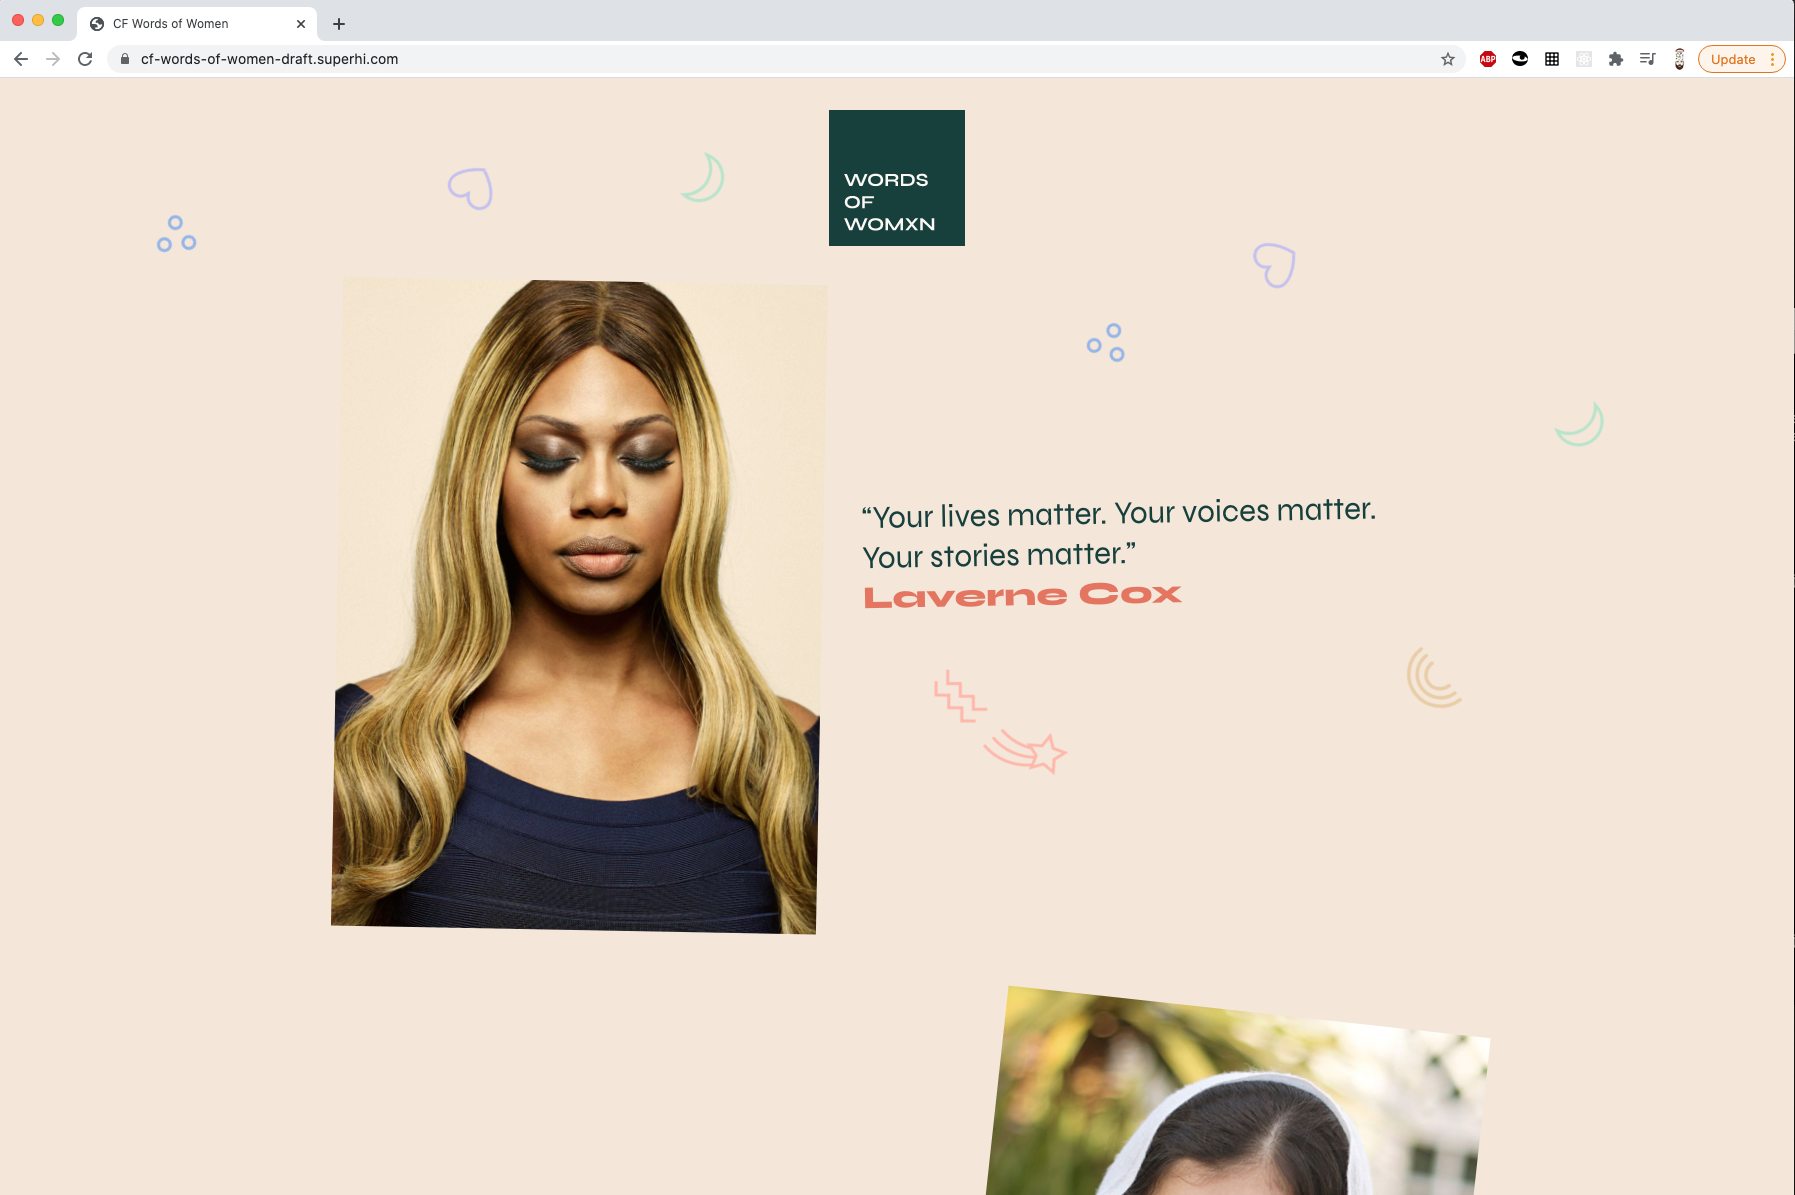 CF Words of Women
cf-words-of-women-draft.superhi.com
ABP
Update
WORDS
OF
WOMXN
“Your lives matter. Your voices matter.
Your stories matter.”
Laverne Cox